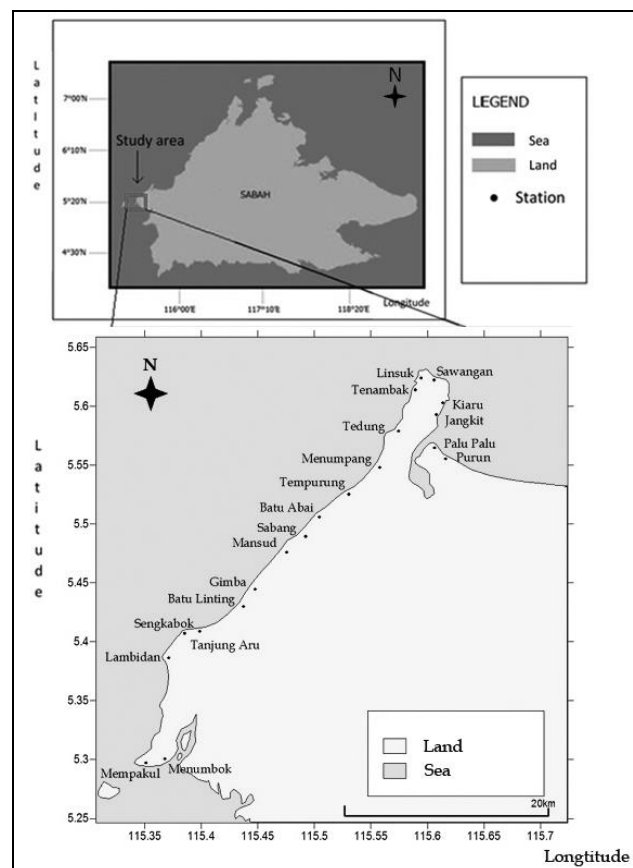 Latitude
N
7°00'N
6°10'N
5°20'N
4°30'N
Study area
SABAH
116°00'E
117°10'E
118°20'E
Longitude
LEGEND
Sea
Land
Station
Latitude
5.65
5.6
5.55
5.5
5.45
5.4
5.35
5.3
5.25
N
Linsuk
Sawangan
Tenambak
Kiaru
Jangkit
Tedung
Palu Palu
Purun
Menumpang
Tempurung
Batu Abai
Sabang
Mansud
Gimba
Batu Linting
Sengkabok
Tanjung Aru
Lambidan
Mempakul
Menumbok
Land
Sea
20km
115.35 115.4 115.45 115.5 115.55 115.6 115.65 115.7
Longtitude